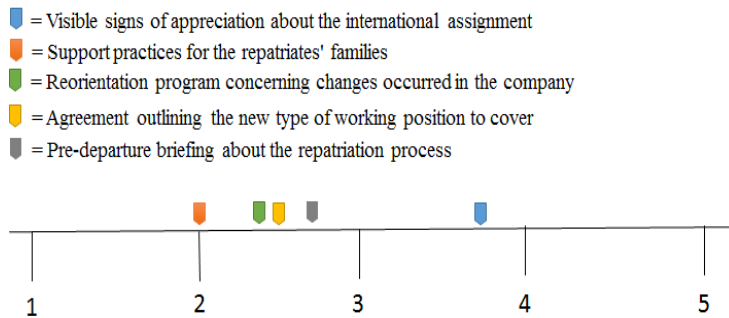 = Visible signs of appreciation about the international assignment
= Support practices for the repatriates' families
= Reorientation program concerning changes occurred in the company
= Agreement outlining the new type of working position to cover
= Pre-departure briefing about the repatriation process
1 2 3 4 5